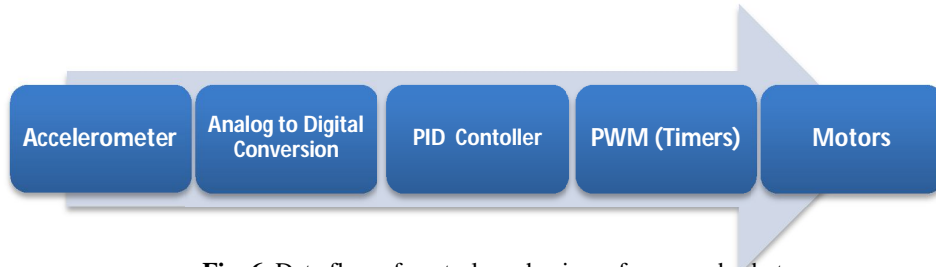 Accelerometer
Analog to Digital
Conversion
PID Contoller
PWM (Timers)
Motors